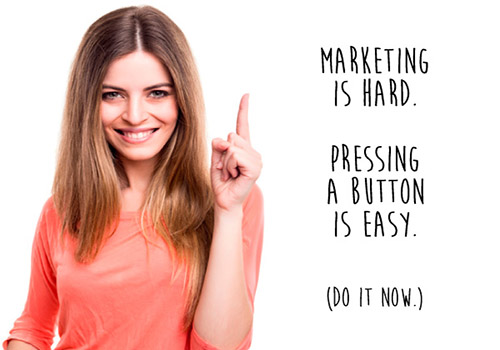 MARKETING
IS HARD.
PRESSING
A BUTTON
IS EASY.
(DO IT NOW.)